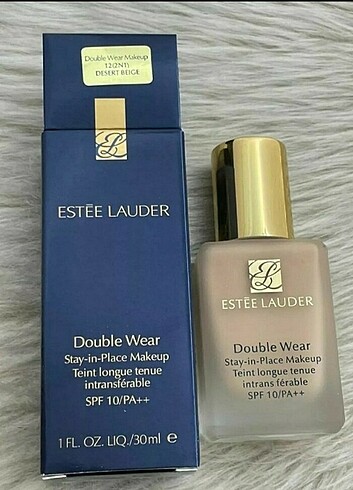 Double Wear Makeup
12(2N1)
DESERT BEIGE
ESTĒE LAUDER
Double Wear
Stay-in-Place Makeup
Teint longue tenue
intransférable
SPF 10/PA++
1 FL. OZ. LIQ./30ml e
ESTĒE LAUDER
Double Wear
Stay-in-Place Makeup
Teint longue tenue
intrans férable
SPF 10/PA++